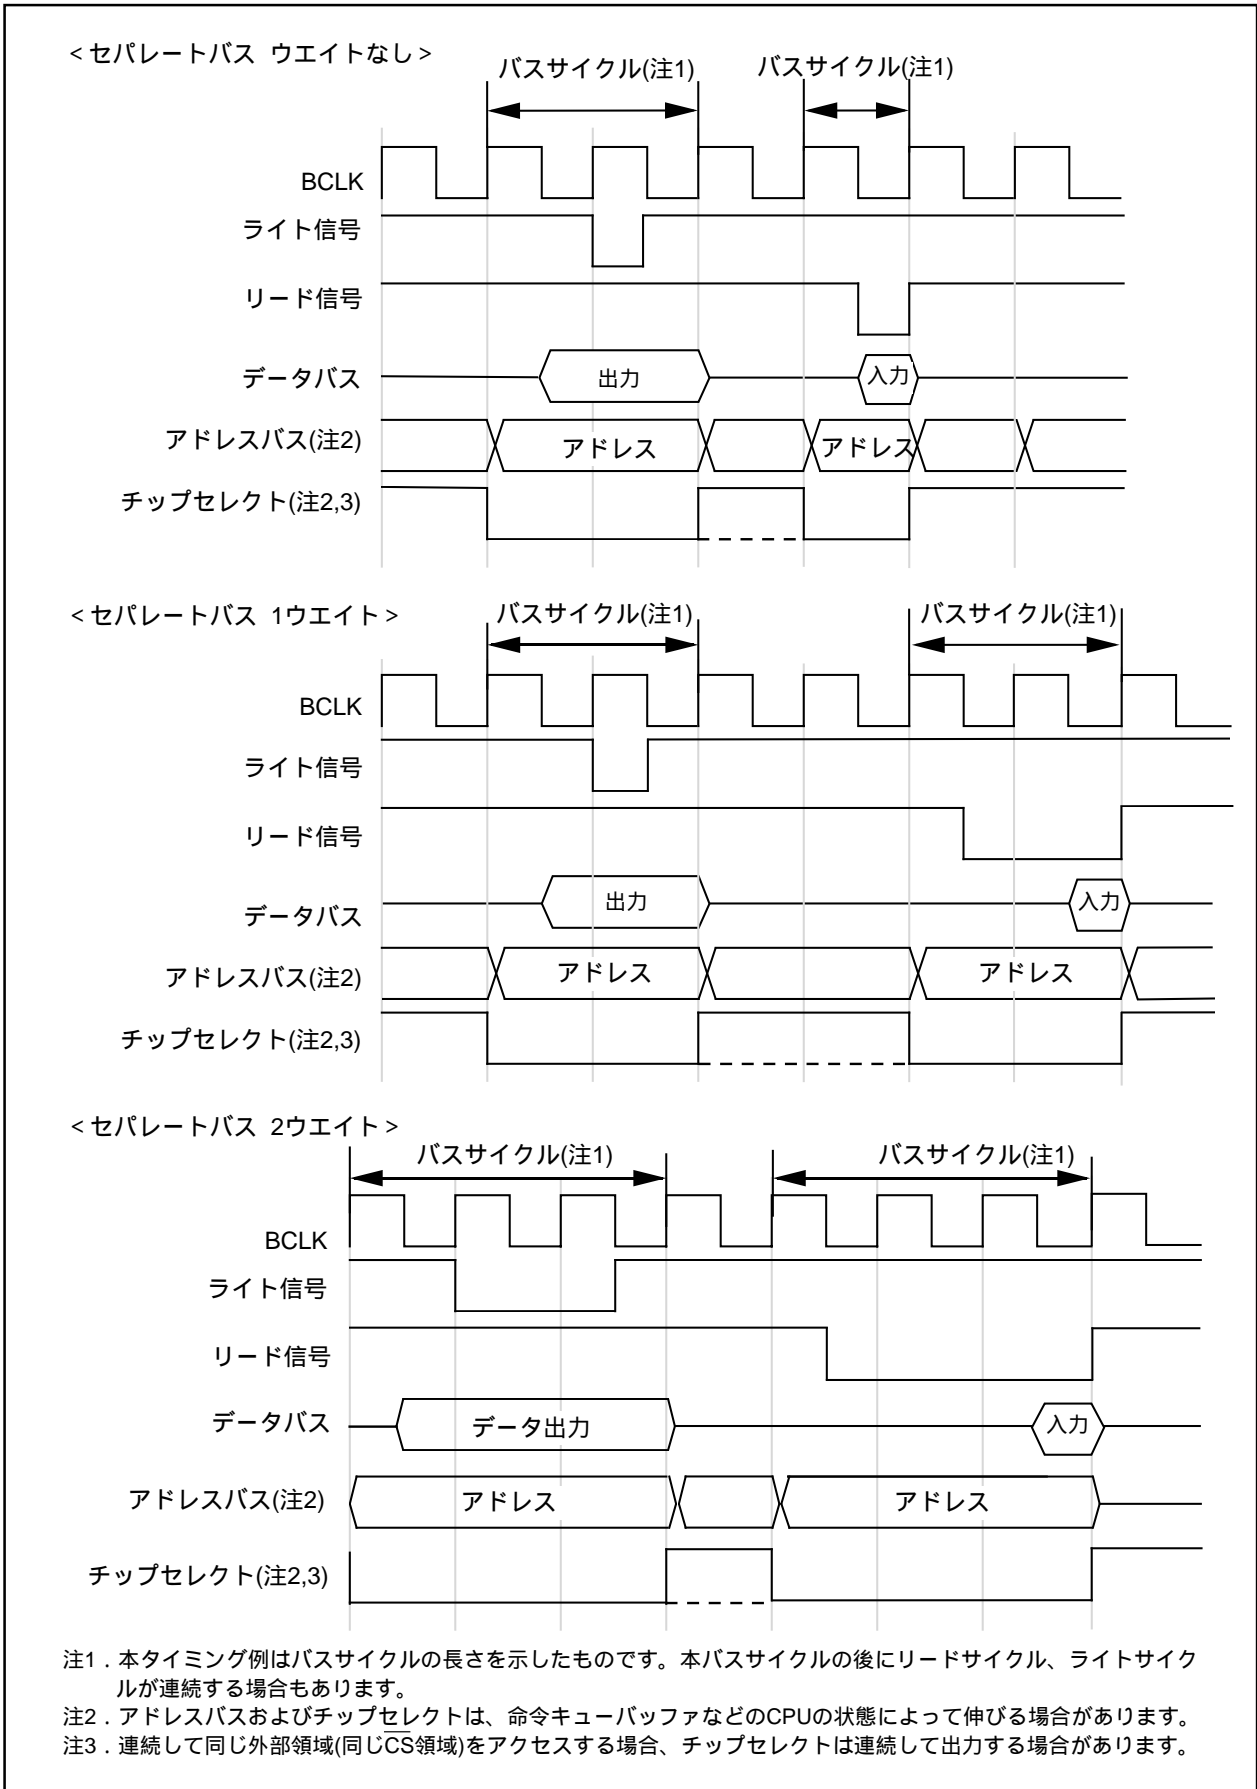 <セパレートバス ウエイトなし>
バスサイクル(注1)
バスサイクル(注1)
BCLK
ライト信号
リード信号
データバス
出力
入力
アドレスバス(注2)
アドレス
アドレス
チップセレクト(注2,3)
<セパレートバス 1ウエイト>
バスサイクル(注1)
バスサイクル(注1)
BCLK
ライト信号
リード信号
データバス
出力
入力
アドレスバス(注2)
アドレス
アドレス
チップセレクト(注2,3)
<セパレートバス 2ウエイト>
バスサイクル(注1)
バスサイクル(注1)
BCLK
ライト信号
リード信号
データバス
データ出力
入力
アドレスバス(注2)
アドレス
アドレス
チップセレクト(注2,3)
注1．本タイミング例はバスサイクルの長さを示したものです。本バスサイクルの後にリードサイクル、ライトサイク
ルが連続する場合もあります。
注2．アドレスバスおよびチップセレクトは、命令キューバッファなどのCPUの状態によって伸びる場合があります。
注3．連続して同じ外部領域(同じC̅S̅領域)をアクセスする場合、チップセレクトは連続して出力する場合があります。